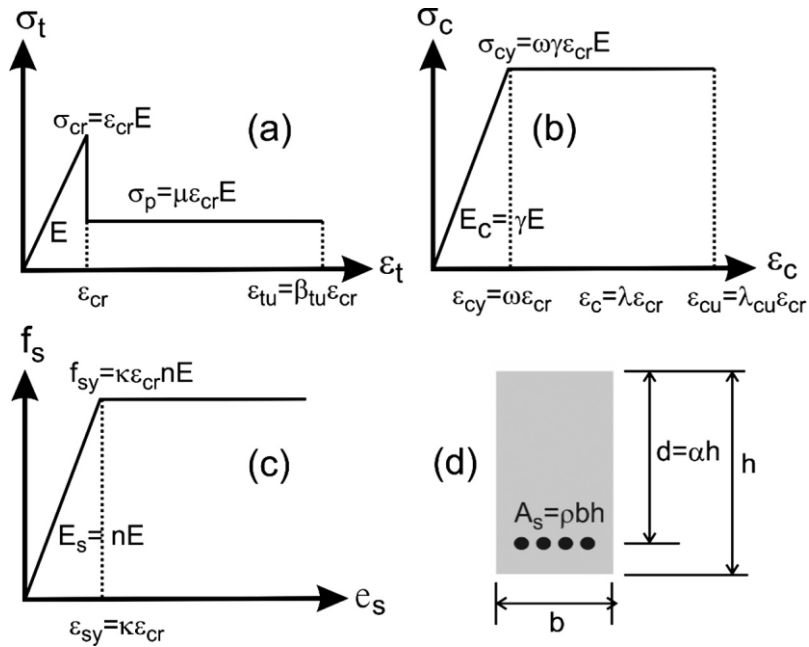 σt
σcr=εcrE
(a)
σp=μεcrE
E
εt
εcr
εtu=βtuεcr
σc
σcy=ωγεcrE
(b)
Ec= γE
εc
εcy=ωεcr
εc=λεcr
εcu=λcuεcr
fs
fsy=κεcrnE
(c)
Es= nE
es
εsy=κεcr
(d)
d=αh
h
As=ρbh
b